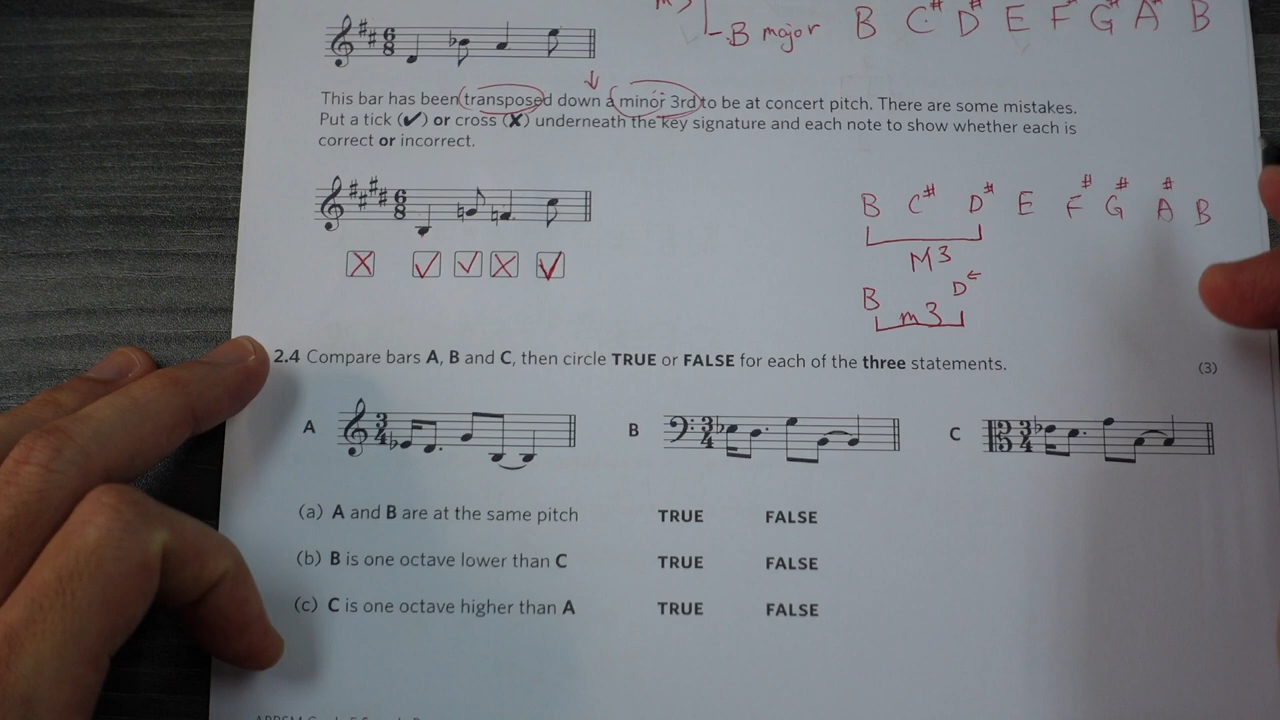 B major B C# D# E F# G# A# B
This bar has been transposed down a minor 3rd to be at concert pitch. There are some mistakes.
Put a tick (✔) or cross (✘) underneath the key signature and each note to show whether each is
correct or incorrect.
B C# D# E F# G# A# B
M3
B D
m3
2.4 Compare bars A, B and C, then circle TRUE or FALSE for each of the three statements. (3)
A B C
(a) A and B are at the same pitch TRUE FALSE
(b) B is one octave lower than C TRUE FALSE
(c) C is one octave higher than A TRUE FALSE